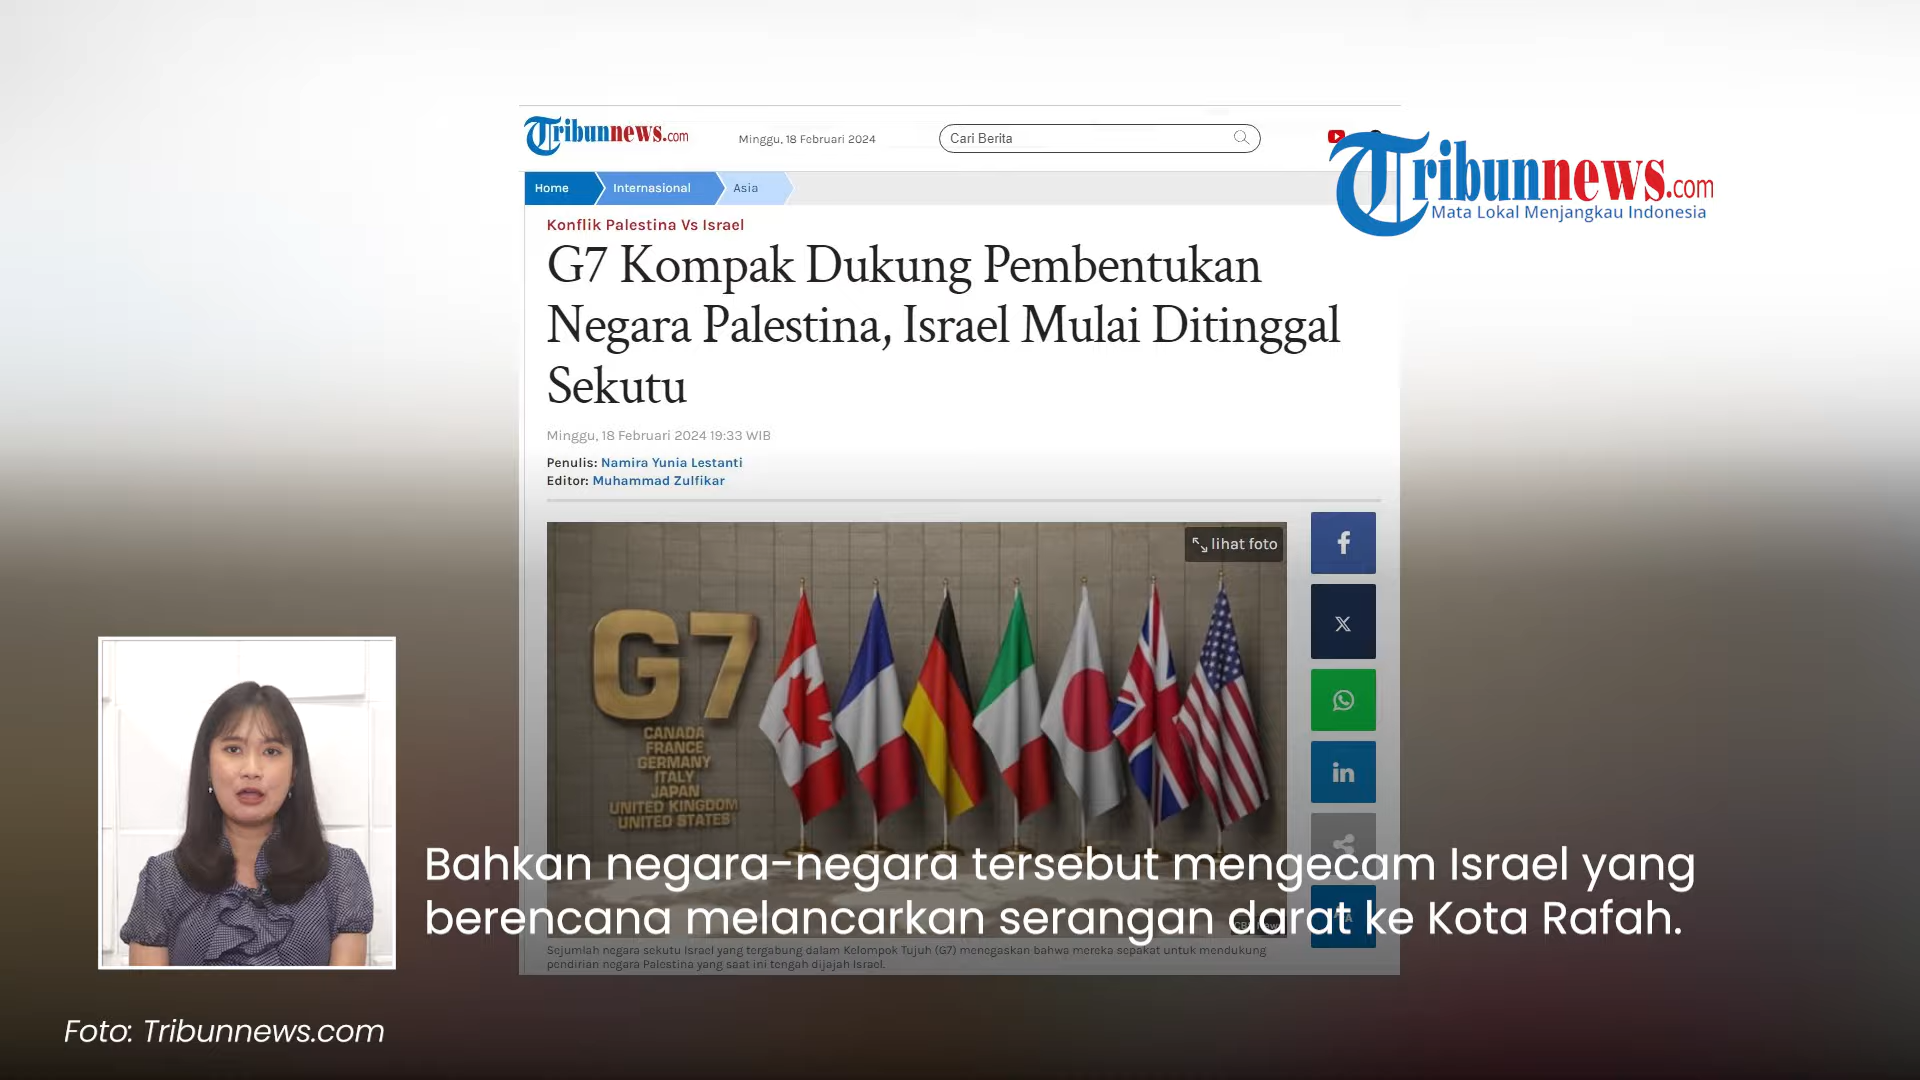 Tribunnews.com
Minggu, 18 Februari 2024
Cari Berita
Tribunnews.com
Mata Lokal Menjangkau Indonesia
Home
Internasional
Asia
Konflik Palestina Vs Israel
G7 Kompak Dukung Pembentukan
Negara Palestina, Israel Mulai Ditinggal
Sekutu
Minggu, 18 Februari 2024 19:33 WIB
Penulis: Namira Yunia Lestanti
Editor: Muhammad Zulfikar
lihat foto
G7
CANADA
FRANCE
GERMANY
ITALY
JAPAN
UNITED KINGDOM
UNITED STATES
Bahkan negara-negara tersebut mengecam Israel yang
berencana melancarkan serangan darat ke Kota Rafah.
Sejumlah negara sekutu Israel yang tergabung dalam Kelompok Tujuh (G7) menegaskan bahwa mereka sepakat untuk mendukung
pendirian negara Palestina yang saat ini tengah dijajah Israel.
Foto: Tribunnews.com